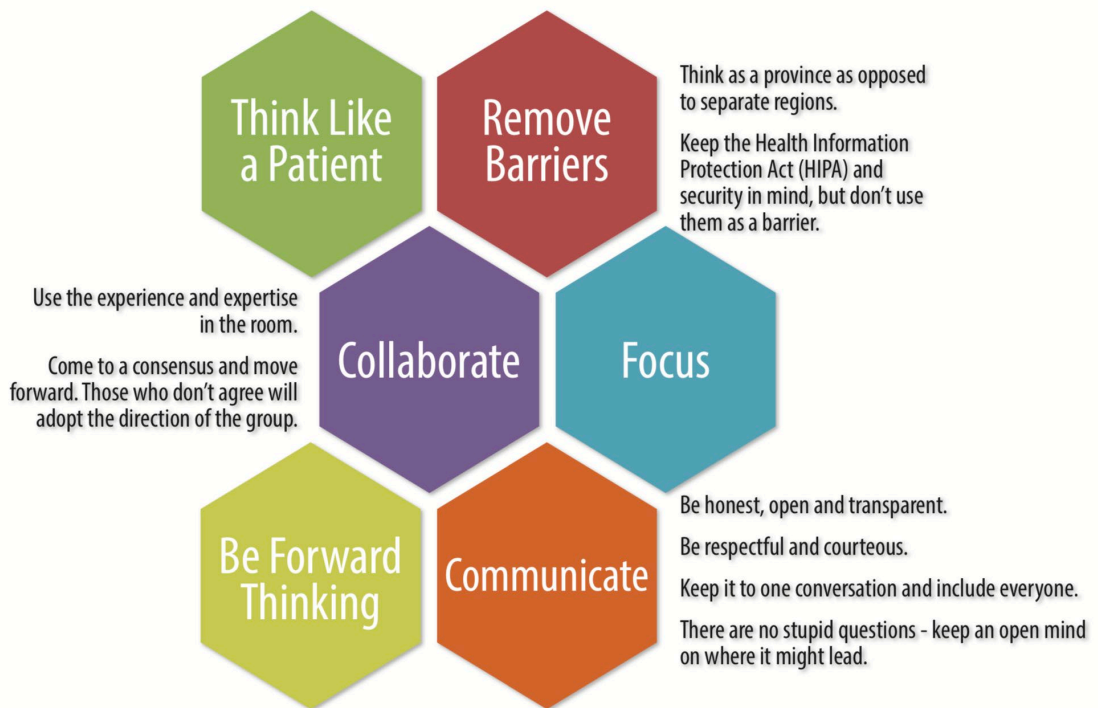 Think Like
a Patient
Remove
Barriers
Think as a province as opposed
to separate regions.
Keep the Health Information
Protection Act (HIPA) and
security in mind, but don't use
them as a barrier.
Use the experience and expertise
in the room.
Come to a consensus and move
forward. Those who don't agree will
adopt the direction of the group.
Collaborate
Focus
Be Forward
Thinking
Communicate
Be honest, open and transparent.
Be respectful and courteous.
Keep it to one conversation and include everyone.
There are no stupid questions - keep an open mind
on where it might lead.